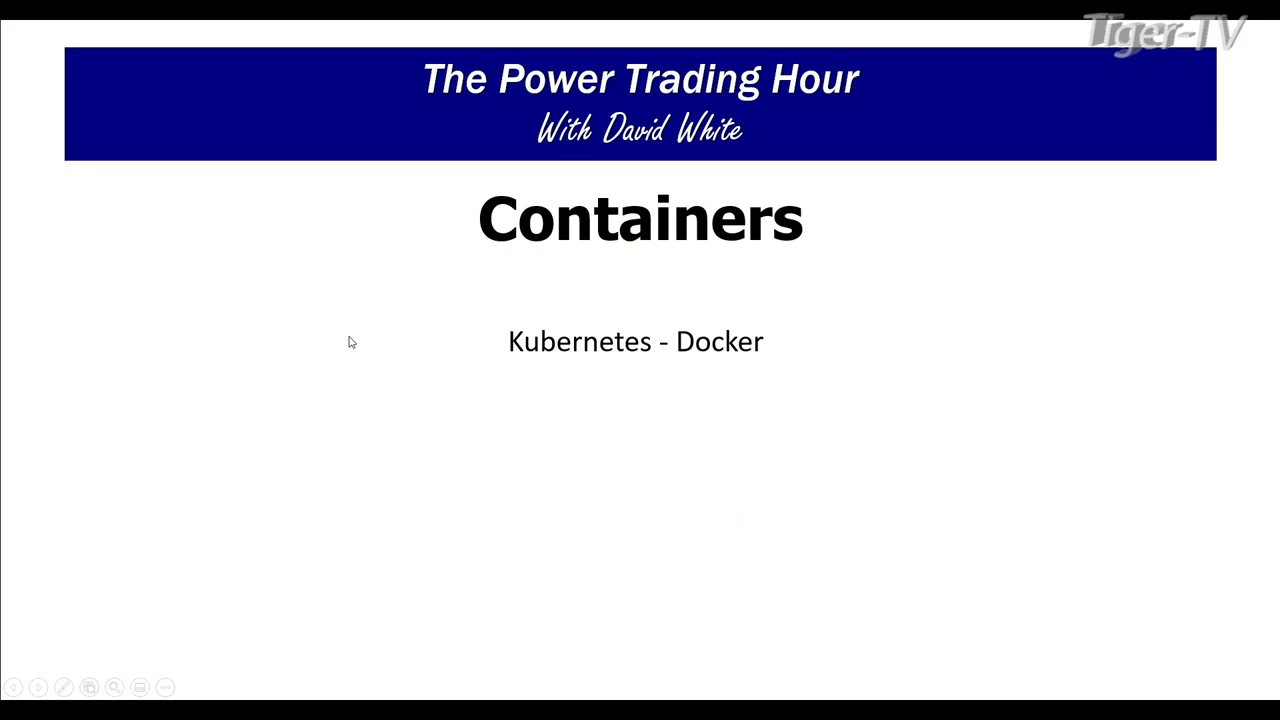 Tiger-TV
The Power Trading Hour
With David White
Containers
Kubernetes - Docker